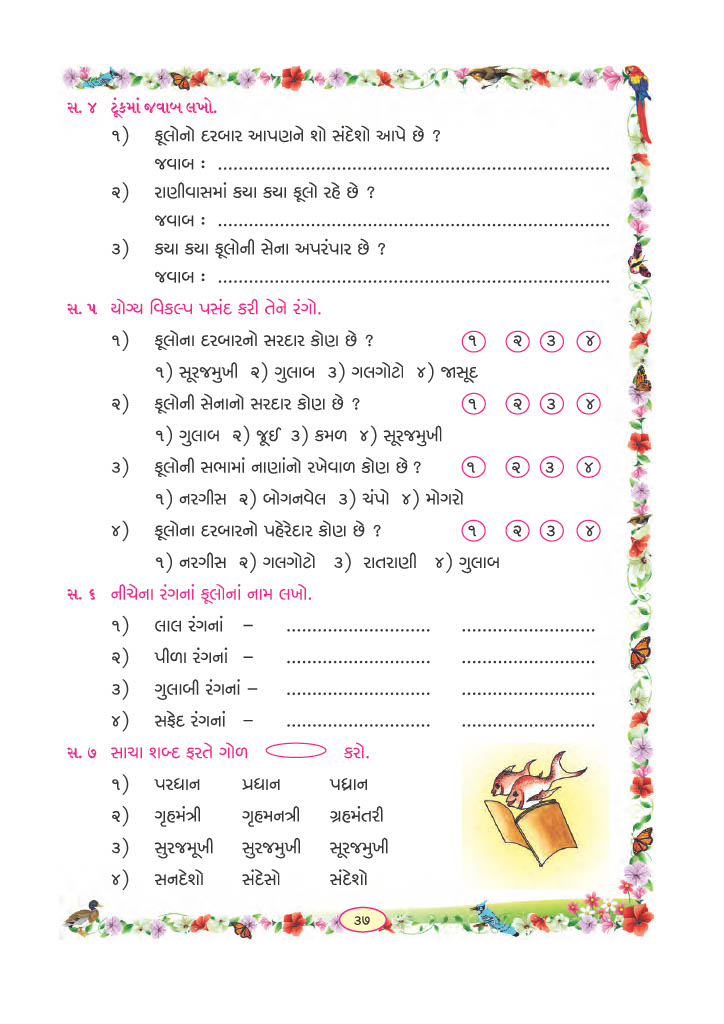 સ. ૪ ટૂંકમાં જવાબ લખો.
૧) ફૂલોનો દરબાર આપણને શો સંદેશો આપે છે ?
જવાબ : ............................................................................
૨) રાણીવાસમાં કયા કયા ફૂલો રહે છે ?
જવાબ : ............................................................................
૩) કયા કયા ફૂલોની સેના અપરંપાર છે ?
જવાબ : ............................................................................
સ. ૫ યોગ્ય વિકલ્પ પસંદ કરી તેને રંગો.
૧) ફૂલોના દરબારનો સરદાર કોણ છે ? ૧ ૨ ૩ ૪
૧) સૂરજમુખી ૨) ગુલાબ ૩) ગલગોટો ૪) જાસૂદ
૨) ફૂલોની સેનાનો સરદાર કોણ છે ? ૧ ૨ ૩ ૪
૧) ગુલાબ ૨) જૂઈ ૩) કમળ ૪) સૂરજમુખી
૩) ફૂલોની સભામાં નાણાંનો રખેવાળ કોણ છે ? ૧ ૨ ૩ ૪
૧) નરગીસ ૨) બોગનવેલ ૩) ચંપો ૪) મોગરો
૪) ફૂલોના દરબારનો પહેરેદાર કોણ છે ? ૧ ૨ ૩ ૪
૧) નરગીસ ૨) ગલગોટો ૩) રાતરાણી ૪) ગુલાબ
સ. ૬ નીચેના રંગનાં ફૂલોનાં નામ લખો.
૧) લાલ રંગનાં – ............................ ..........................
૨) પીળા રંગનાં – ............................ ..........................
૩) ગુલાબી રંગનાં – ............................ ..........................
૪) સફેદ રંગનાં – ............................ ..........................
સ. ૭ સાચા શબ્દ ફરતે ગોળ કરો.
૧) પરધાન પ્રધાન પધ્રાન
૨) ગૃહમંત્રી ગૃહમનત્રી ગ્રહમંતરી
૩) સુરજમૂખી સુરજમુખી સૂરજમુખી
૪) સનદેશો સંદેસો સંદેશો
૩૭